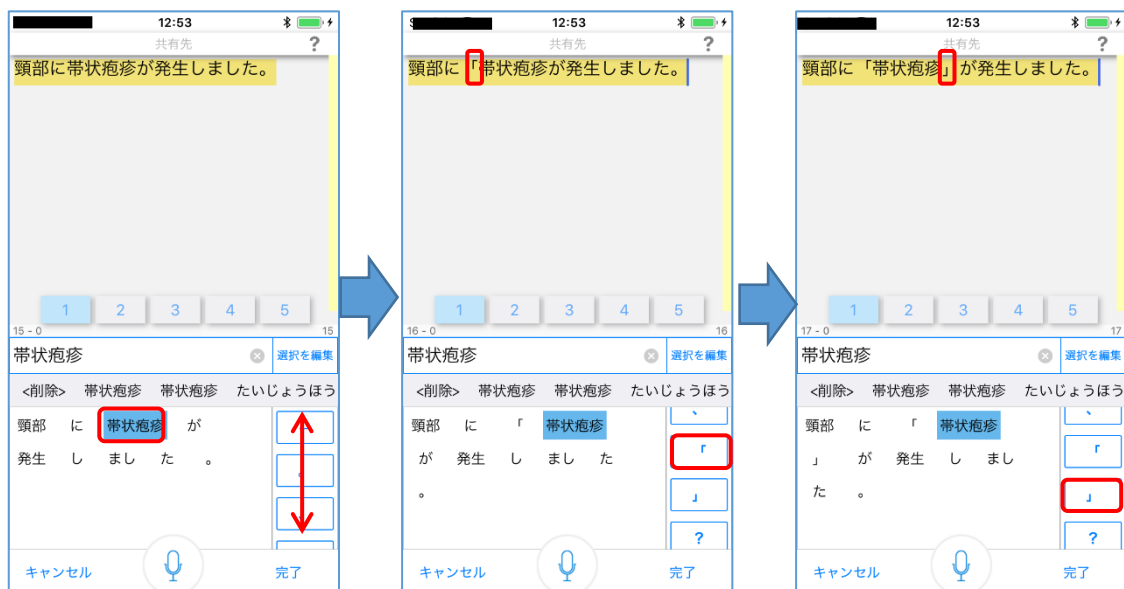 12:53
共有先 ?
頸部に帯状疱疹が発生しました。
1 2 3 4 5
15 - 0 15
帯状疱疹 選択を編集
<削除> 帯状疱疹 帯状疱疹 たいじょうほう
頸部 に 帯状疱疹 が
発生 し まし た 。
キャンセル 完了
12:53
共有先 ?
頸部に「帯状疱疹が発生しました。
1 2 3 4 5
16 - 0 16
帯状疱疹 選択を編集
<削除> 帯状疱疹 帯状疱疹 たいじょうほう
頸部 に 「 帯状疱疹
が 発生 し まし た
。
、
「
」
?
キャンセル 完了
12:53
共有先 ?
頸部に「帯状疱疹」が発生しました。
1 2 3 4 5
17 - 0 17
帯状疱疹 選択を編集
<削除> 帯状疱疹 帯状疱疹 たいじょうほう
頸部 に 「 帯状疱疹
」 が 発生 し まし
た 。
、
「
」
?
キャンセル 完了